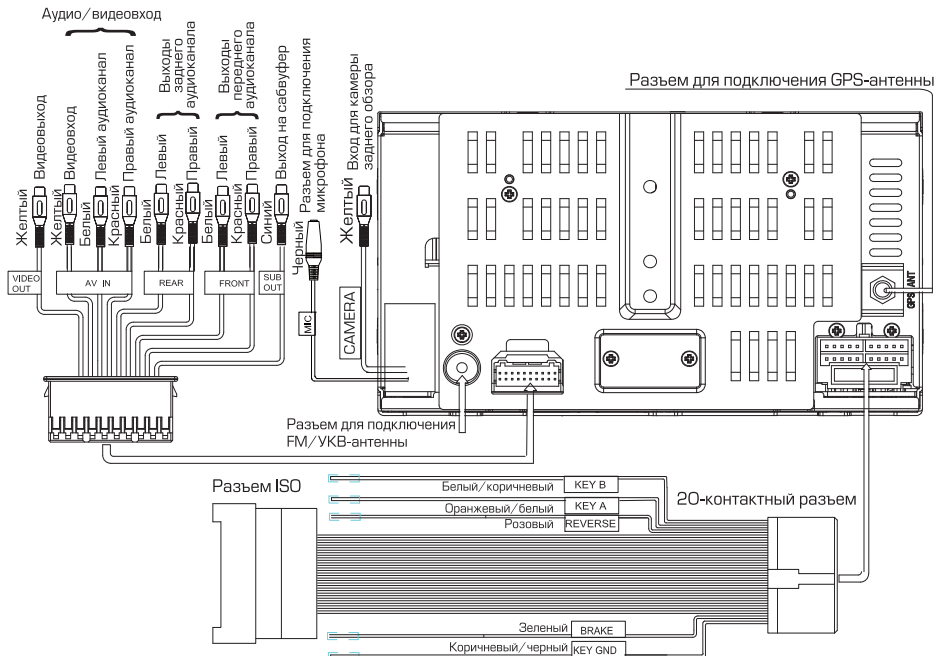 Аудио/видеовход
Выходы
заднего
аудиоканала
Выходы
переднего
аудиоканала
Видеовыход
Видеовход
Левый аудиоканал
Правый аудиоканал
Левый
Правый
Левый
Правый
Выход на сабвуфер
Разъем для подключения
микрофона
Вход для камеры
заднего обзора
Желтый
Желтый
Белый
Красный
Белый
Красный
Белый
Красный
Синий
Черный
Желтый
VIDEO
OUT
AV IN
REAR
FRONT
SUB
OUT
MIC
CAMERA
Разъем для подключения GPS-антенны
GPS ANT
Разъем для подключения
FM/УКВ-антенны
Разъем ISO
20-контактный разъем
Белый/коричневый KEY B
Оранжевый/белый KEY A
Розовый REVERSE
Зеленый BRAKE
Коричневый/черный KEY GND